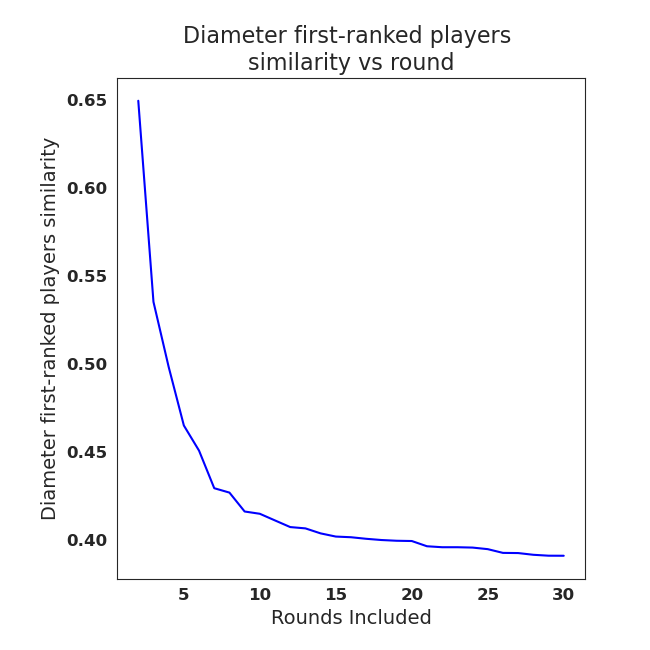 Diameter first-ranked players
similarity vs round
Diameter first-ranked players similarity
0.65
0.60
0.55
0.50
0.45
0.40
5 10 15 20 25 30
Rounds Included